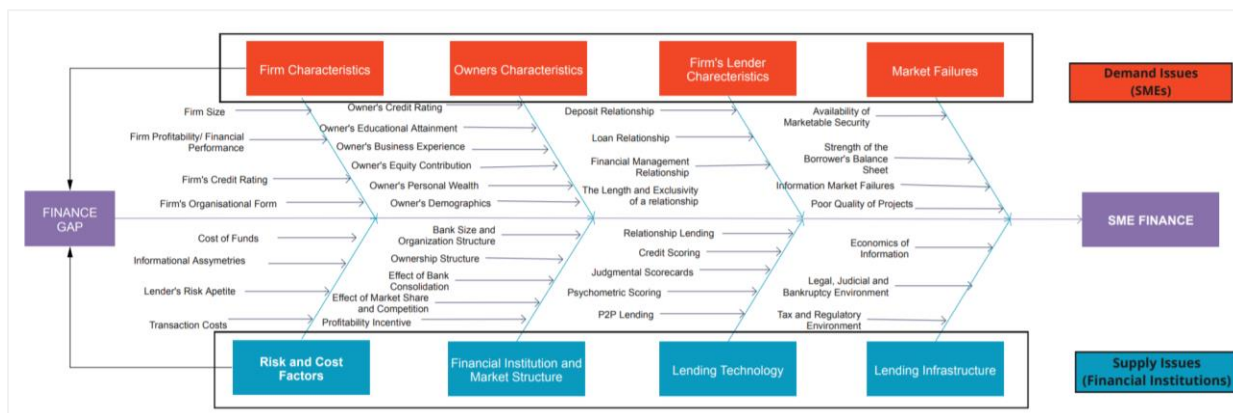 Firm Characteristics
Owners Characteristics
Firm's Lender
Charecteristics
Market Failures
Demand Issues
(SMEs)
Firm Size
Firm Profitability/ Financial
Performance
Firm's Credit Rating
Firm's Organisational Form
Owner's Credit Rating
Owner's Educational Attainment
Owner's Business Experience
Owner's Equity Contribution
Owner's Personal Wealth
Owner's Demographics
Deposit Relationship
Loan Relationship
Financial Management
Relationship
The Length and Exclusivity
of a relationship
Availability of
Marketable Security
Strength of the
Borrower's Balance
Sheet
Information Market Failures
Poor Quality of Projects
FINANCE
GAP
SME FINANCE
Cost of Funds
Informational Assymetries
Lender's Risk Apetite
Transaction Costs
Bank Size and
Organization Structure
Ownership Structure
Effect of Bank
Consolidation
Effect of Market Share
and Competition
Profitability Incentive
Relationship Lending
Credit Scoring
Judgmental Scorecards
Psychometric Scoring
P2P Lending
Economics of
Information
Legal, Judicial and
Bankruptcy Environment
Tax and Regulatory
Environment
Risk and Cost
Factors
Financial Institution and
Market Structure
Lending Technology
Lending Infrastructure
Supply Issues
(Financial Institutions)